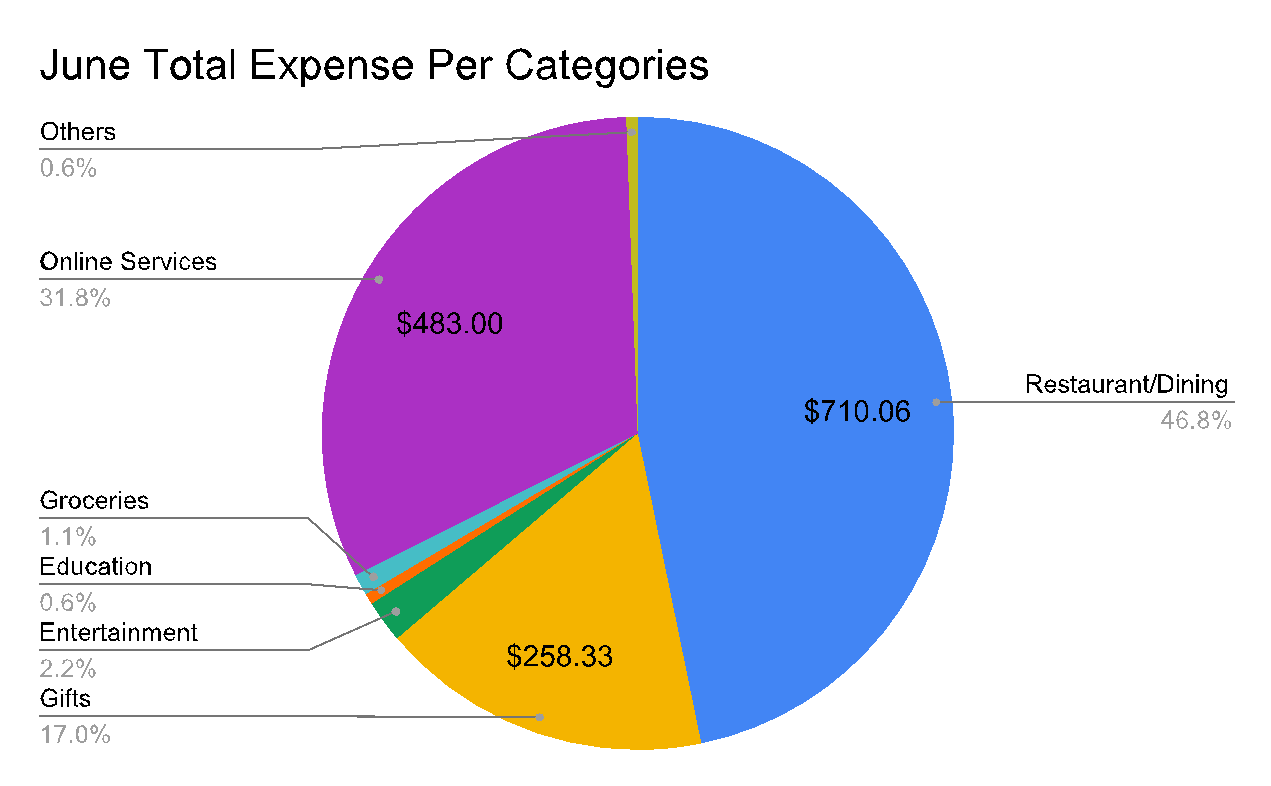 June Total Expense Per Categories
Others
0.6%
Online Services
31.8%
$483.00
Restaurant/Dining
46.8%
$710.06
Groceries
1.1%
Education
0.6%
Entertainment
2.2%
Gifts
17.0%
$258.33